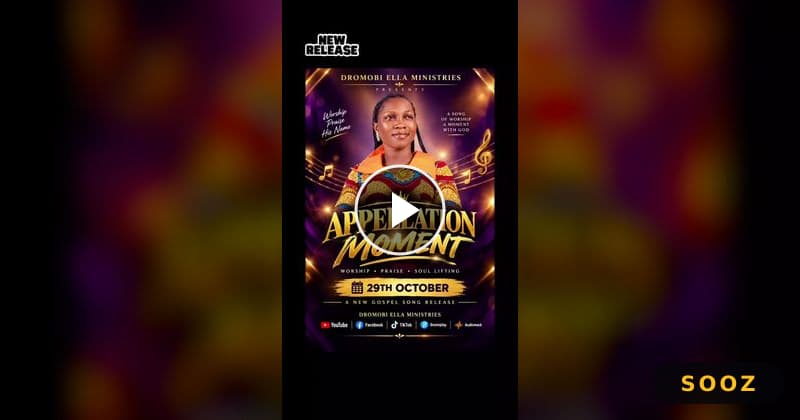 NEW
RELEASE
DROMOBI ELLA MINISTRIES
PRESENTS
Worship
Praise
His Name
A SONG
OF WORSHIP
A MOMENT
WITH GOD
APPELLATION
MOMENT
WORSHIP • PRAISE • SOUL LIFTING
29TH OCTOBER
A NEW GOSPEL SONG RELEASE
DROMOBI ELLA MINISTRIES
YouTube Facebook TikTok Boomplay Audiomack
SOOZ